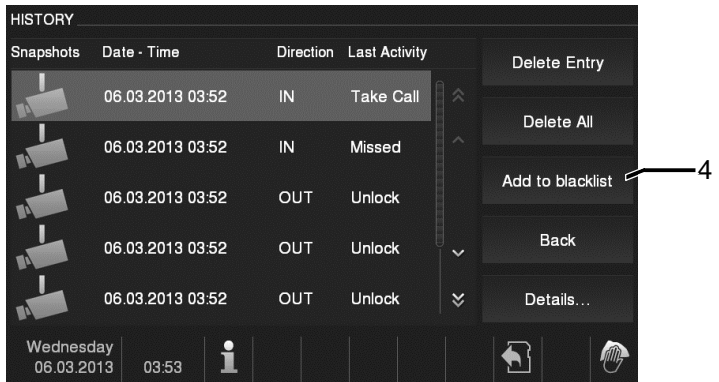 HISTORY
Snapshots Date - Time Direction Last Activity
Delete Entry
06.03.2013 03:52 IN Take Call
Delete All
06.03.2013 03:52 IN Missed
Add to blacklist 4
06.03.2013 03:52 OUT Unlock
Back
06.03.2013 03:52 OUT Unlock
06.03.2013 03:52 OUT Unlock Details...
Wednesday
06.03.2013 03:53